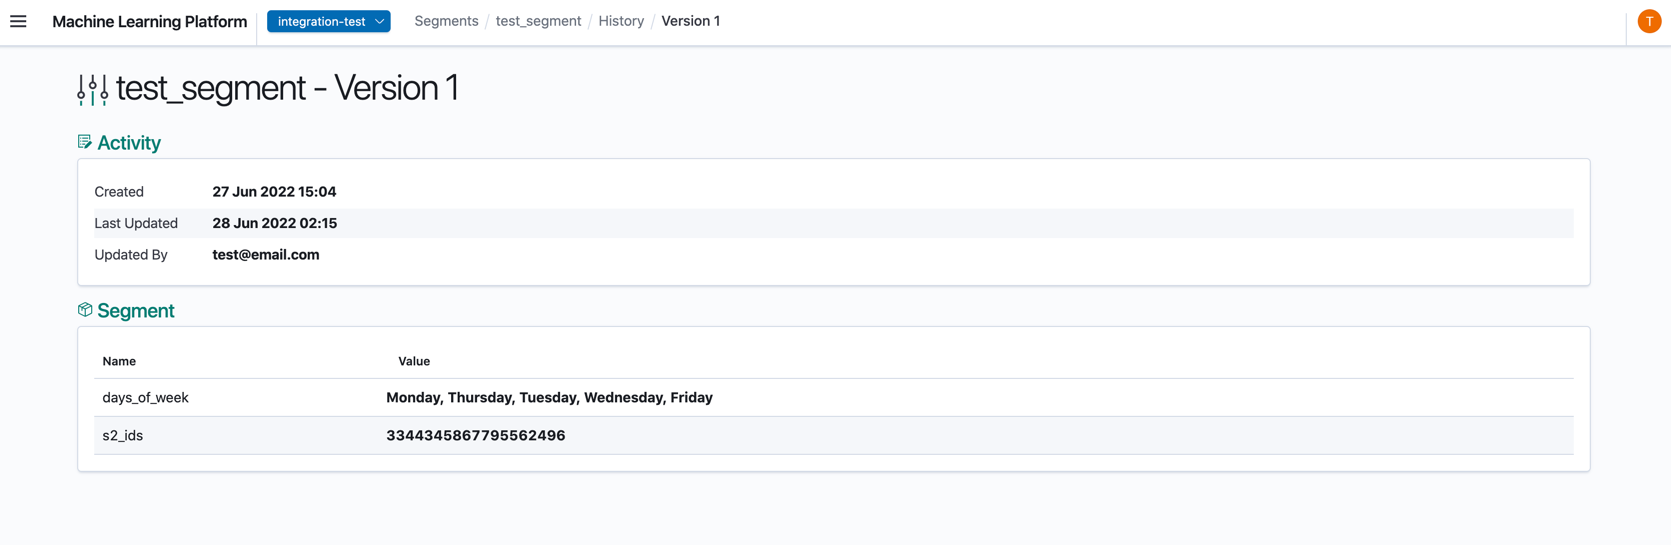 Machine Learning Platform integration-test Segments / test_segment / History / Version 1 T
test_segment - Version 1
Activity
Created 27 Jun 2022 15:04
Last Updated 28 Jun 2022 02:15
Updated By test@email.com
Segment
Name Value
days_of_week Monday, Thursday, Tuesday, Wednesday, Friday
s2_ids 3344345867795562496